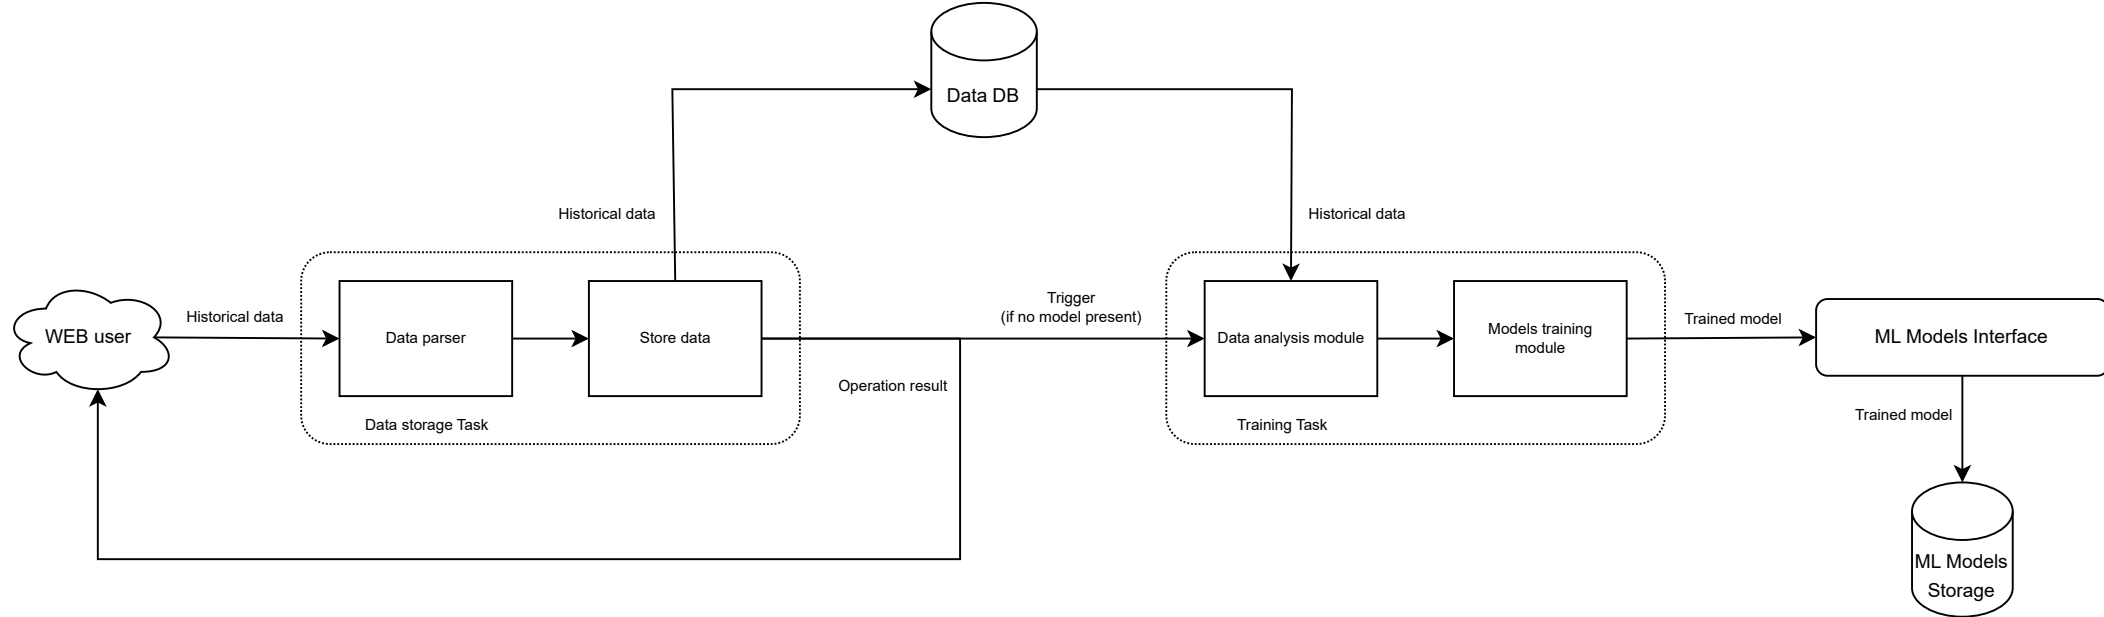 Data DB
Historical data
Historical data
WEB user
Historical data
Data parser
Store data
Data storage Task
Operation result
Trigger
(if no model present)
Data analysis module
Models training
module
Training Task
Trained model
ML Models Interface
Trained model
ML Models
Storage